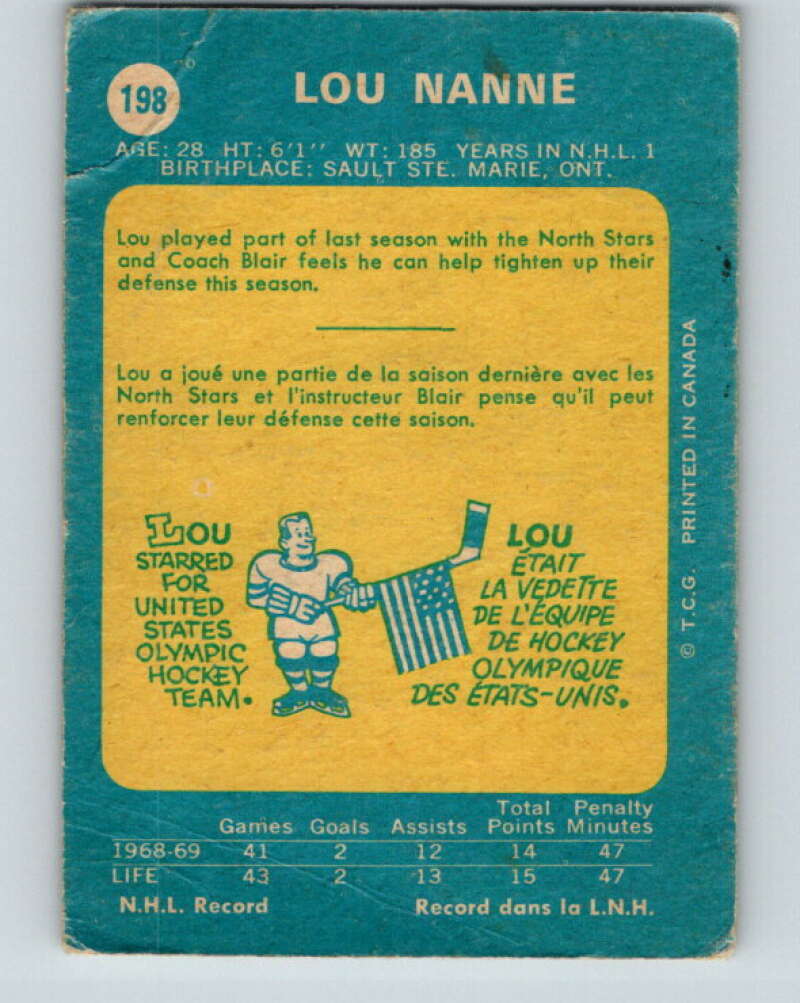 198
LOU NANNE
AGE: 28 HT: 6'1'' WT: 185 YEARS IN N.H.L. 1
BIRTHPLACE: SAULT STE. MARIE, ONT.
Lou played part of last season with the North Stars
and Coach Blair feels he can help tighten up their
defense this season.
Lou a joué une partie de la saison dernière avec les
North Stars et l'instructeur Blair pense qu'il peut
renforcer leur défense cette saison.
LOU
STARRED
FOR
UNITED
STATES
OLYMPIC
HOCKEY
TEAM.
LOU
ÉTAIT
LA VEDETTE
DE L'ÉQUIPE
DE HOCKEY
OLYMPIQUE
DES ÉTATS-UNIS.
© T.C.G. PRINTED IN CANADA
Total Penalty
Games Goals Assists Points Minutes
1968-69 41 2 12 14 47
LIFE 43 2 13 15 47
N.H.L. Record Record dans la L.N.H.